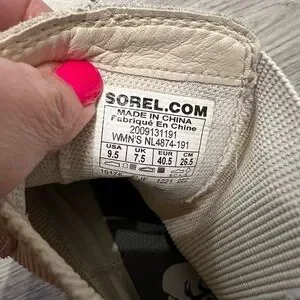 SOREL.COM
MADE IN CHINA
Fabriqué En Chine
2009131191
WMN'S NL4874-191
USA UK EUR CM
9.5 7.5 40.5 26.5